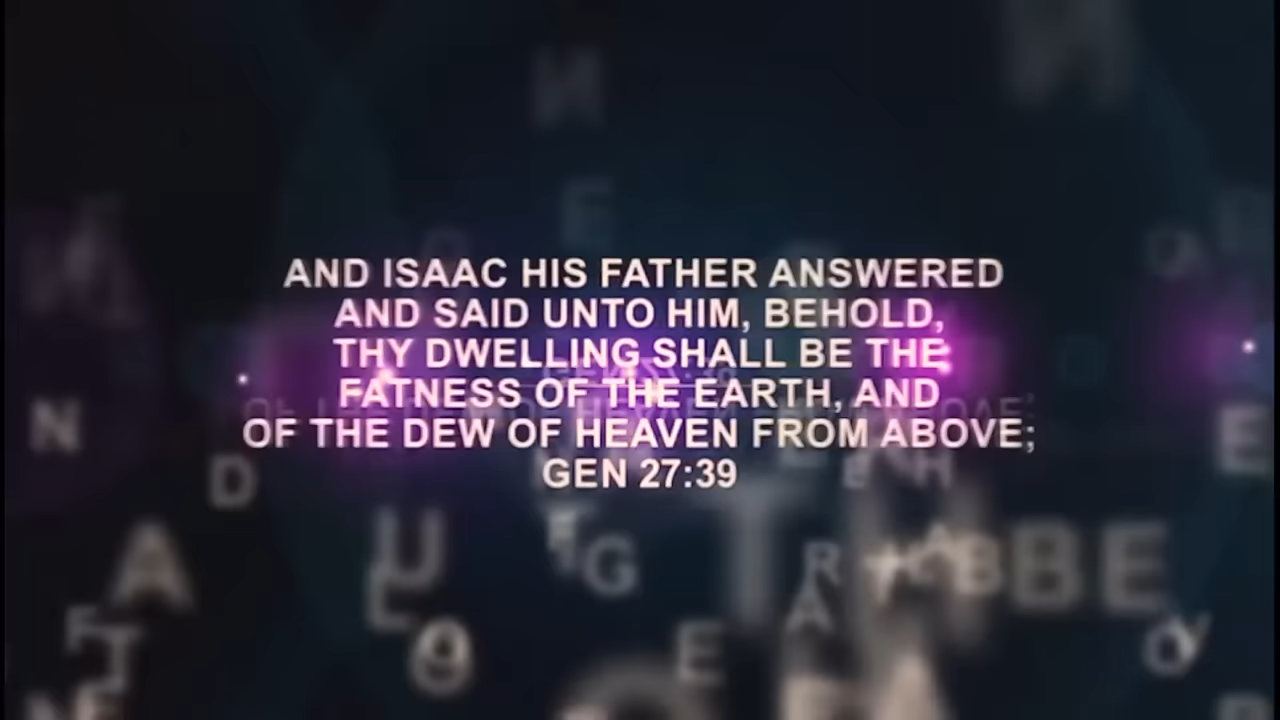 AND ISAAC HIS FATHER ANSWERED
AND SAID UNTO HIM, BEHOLD,
THY DWELLING SHALL BE THE
FATNESS OF THE EARTH, AND
OF THE DEW OF HEAVEN FROM ABOVE;
GEN 27:39